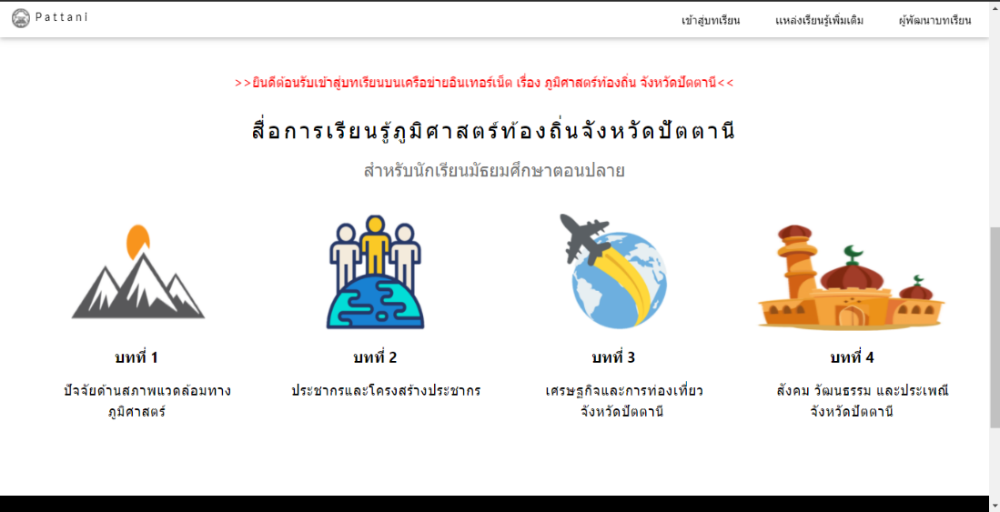 Pattani
เข้าสู่บทเรียน
แหล่งเรียนรู้เพิ่มเติม
ผู้พัฒนาบทเรียน
>>ยินดีต้อนรับเข้าสู่บทเรียนบนเครือข่ายอินเทอร์เน็ต เรื่อง ภูมิศาสตร์ท้องถิ่น จังหวัดปัตตานี<<
สื่อการเรียนรู้ภูมิศาสตร์ท้องถิ่นจังหวัดปัตตานี
สำหรับนักเรียนมัธยมศึกษาตอนปลาย
บทที่ 1
ปัจจัยด้านสภาพแวดล้อมทาง
ภูมิศาสตร์
บทที่ 2
ประชากรและโครงสร้างประชากร
บทที่ 3
เศรษฐกิจและการท่องเที่ยว
จังหวัดปัตตานี
บทที่ 4
สังคม วัฒนธรรม และประเพณี
จังหวัดปัตตานี